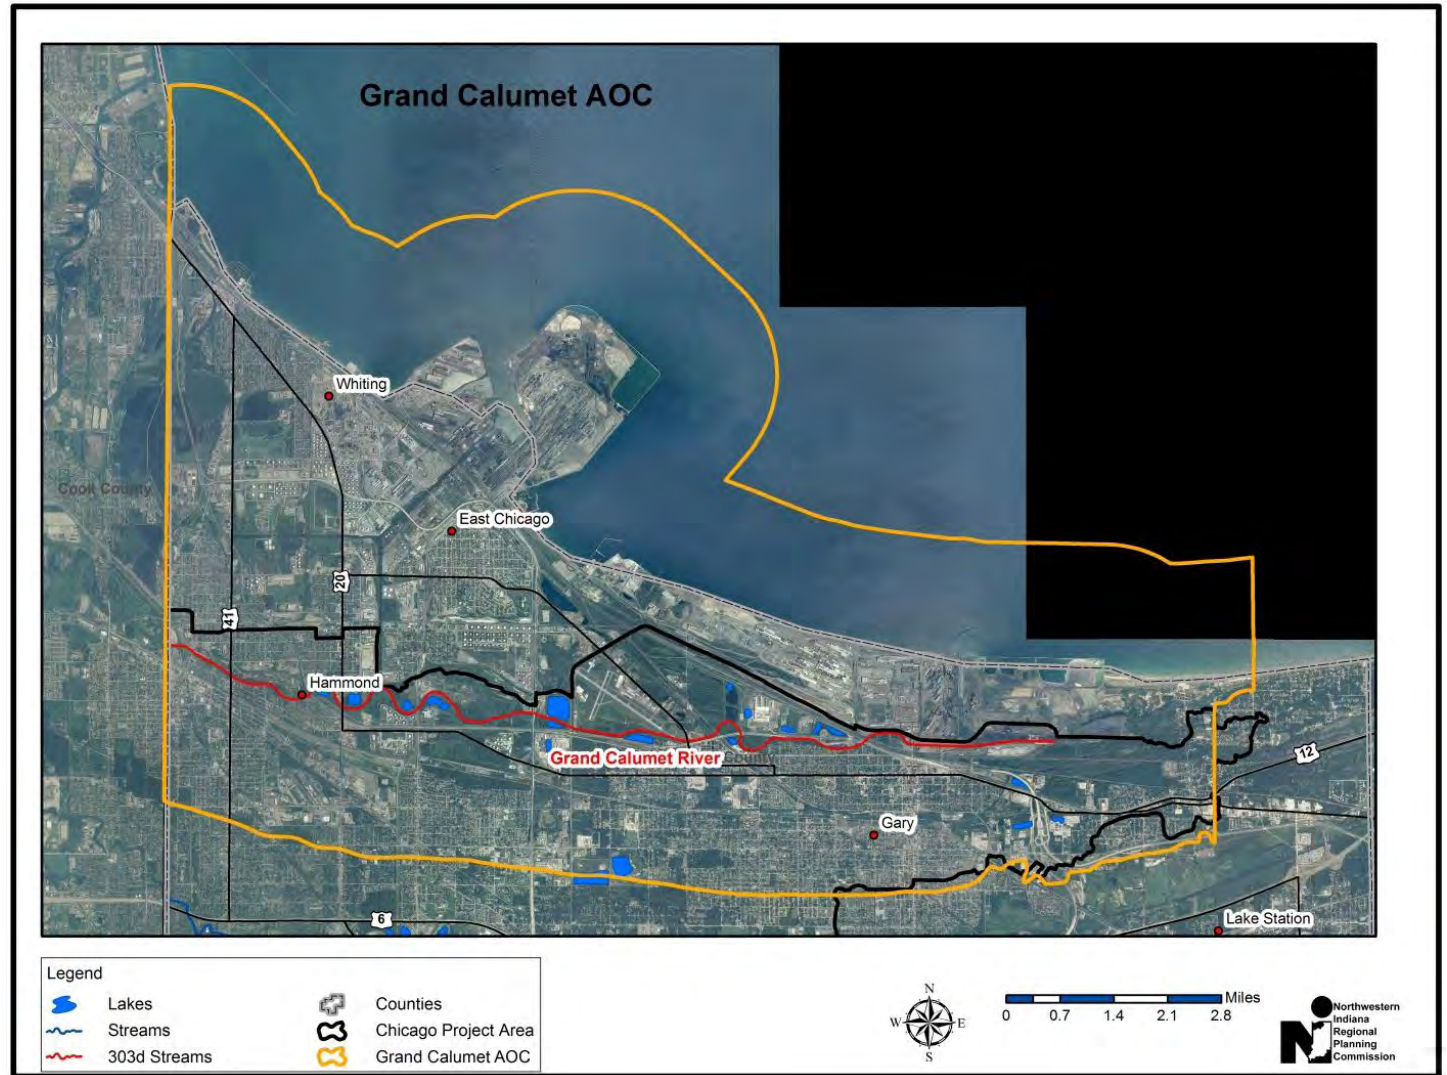 Grand Calumet AOC
Whiting
Cook County
East Chicago
20
41
Hammond
Grand Calumet River
County
12
Gary
6
Lake Station
Legend
Lakes
Streams
303d Streams
Counties
Chicago Project Area
Grand Calumet AOC
N
W
E
S
Miles
0 0.7 1.4 2.1 2.8
Northwestern
Indiana
Regional
Planning
Commission